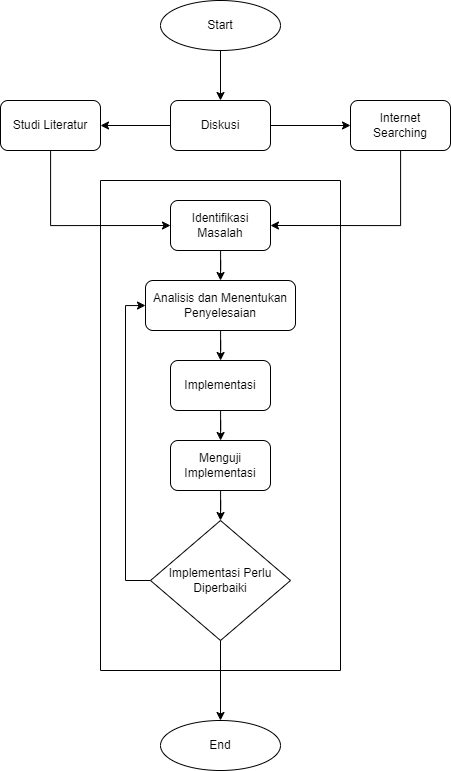 Start
Studi Literatur
Diskusi
Internet
Searching
Identifikasi
Masalah
Analisis dan Menentukan
Penyelesaian
Implementasi
Menguji
Implementasi
Implementasi Perlu
Diperbaiki
End